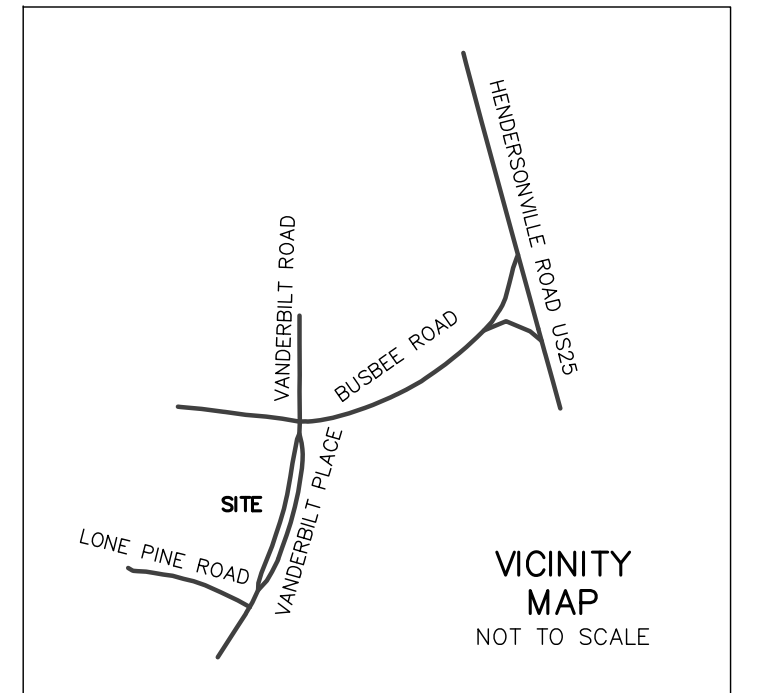 HENDERSONVILLE ROAD US25
VANDERBILT ROAD
BUSBEE ROAD
VANDERBILT PLACE
SITE
LONE PINE ROAD
VICINITY
MAP
NOT TO SCALE